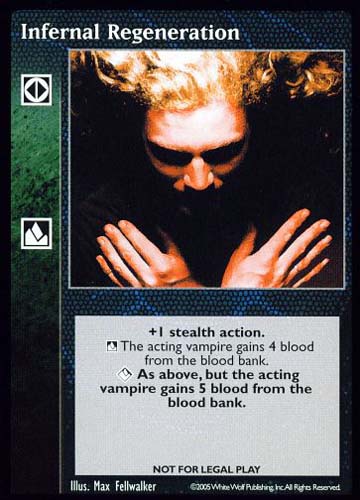 Infernal Regeneration
+1 stealth action.
The acting vampire gains 4 blood
from the blood bank.
As above, but the acting
vampire gains 5 blood from the
blood bank.
NOT FOR LEGAL PLAY
Illus. Max Fellwalker
©2005 White Wolf Publishing, Inc. All Rights Reserved.